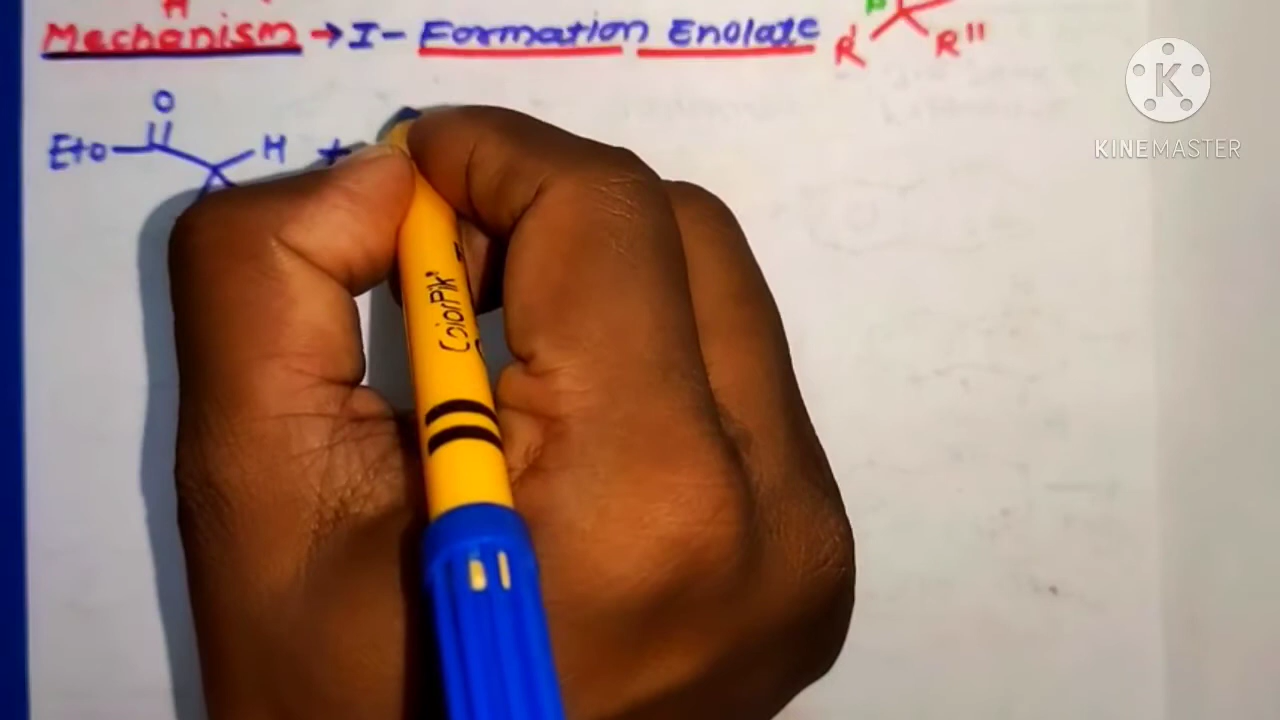 H
Mechanism → I - Formation Enolate R' R"
O
EtO H +
ColorPik
K
KINEMASTER